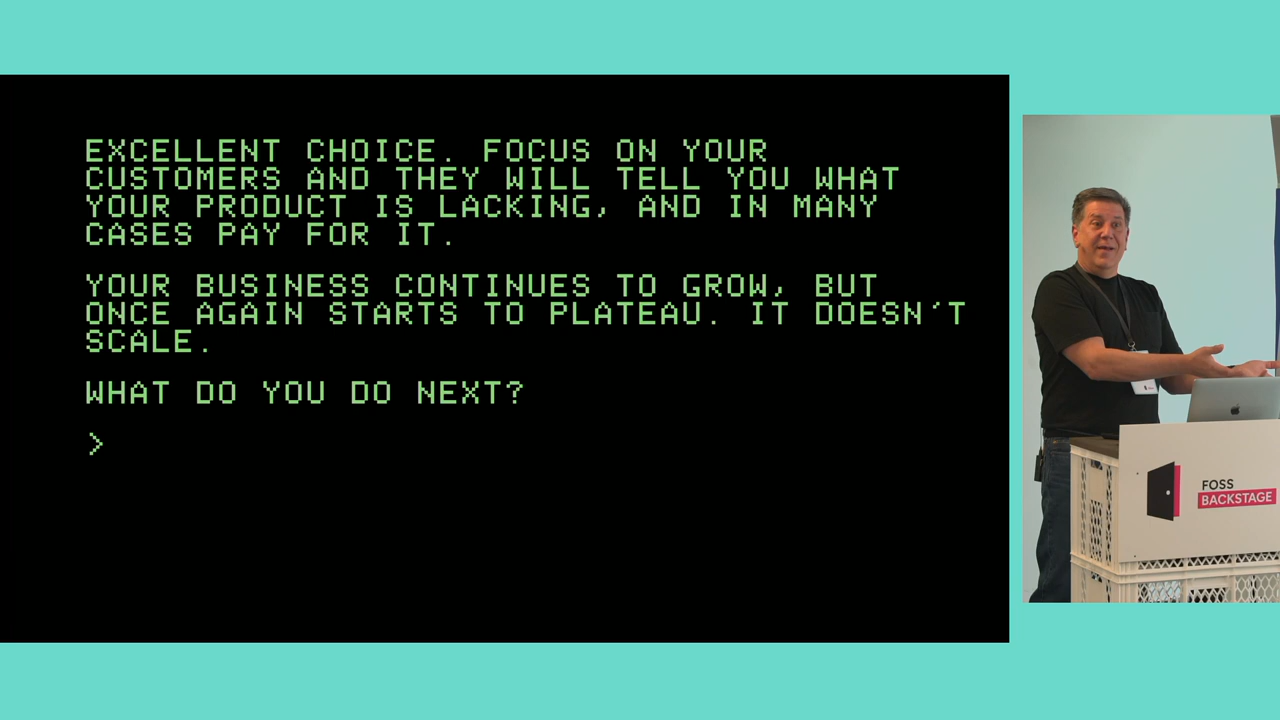 EXCELLENT CHOICE. FOCUS ON YOUR
CUSTOMERS AND THEY WILL TELL YOU WHAT
YOUR PRODUCT IS LACKING, AND IN MANY
CASES PAY FOR IT.
YOUR BUSINESS CONTINUES TO GROW, BUT
ONCE AGAIN STARTS TO PLATEAU. IT DOESN'T
SCALE.
WHAT DO YOU DO NEXT?
>
FOSS
BACKSTAGE